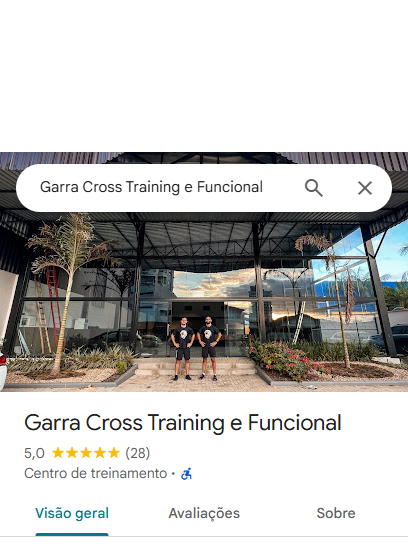 Garra Cross Training e Funcional
Garra Cross Training e Funcional
5,0 (28)
Centro de treinamento ·
Visão geral Avaliações Sobre